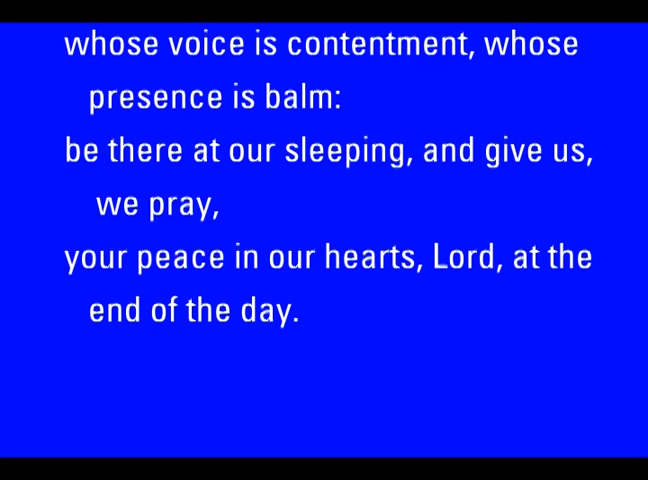 whose voice is contentment, whose
presence is balm:
be there at our sleeping, and give us,
we pray,
your peace in our hearts, Lord, at the
end of the day.